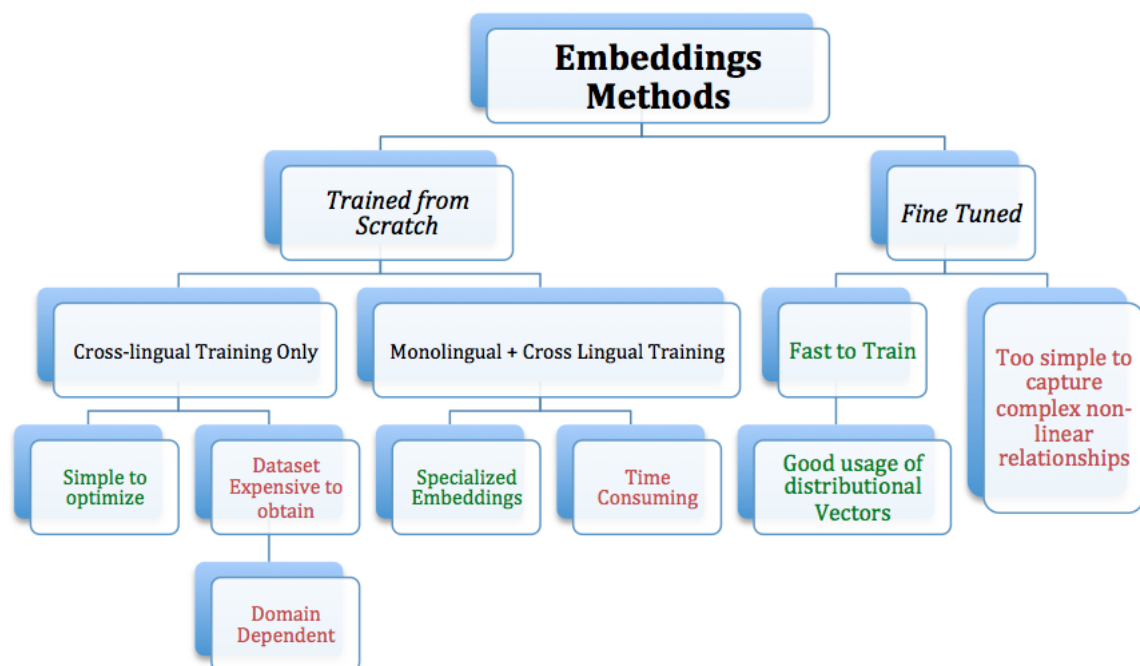 Embeddings
Methods
Trained from
Scratch
Fine Tuned
Cross-lingual Training Only
Monolingual + Cross Lingual Training
Fast to Train
Too simple to
capture
complex non-
linear
relationships
Simple to
optimize
Dataset
Expensive to
obtain
Specialized
Embeddings
Time
Consuming
Good usage of
distributional
Vectors
Domain
Dependent